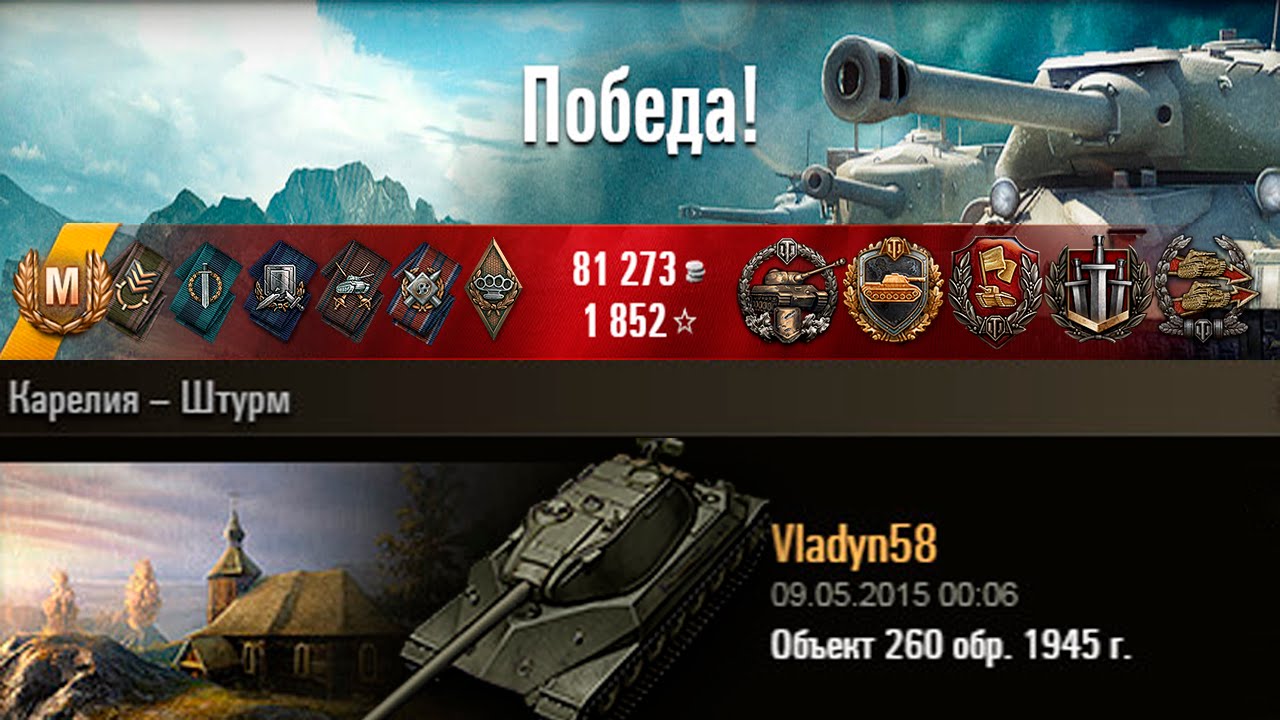 Победа!
M
81 273
1 852
Карелия – Штурм
Vladyn58
09.05.2015 00:06
Объект 260 обр. 1945 г.